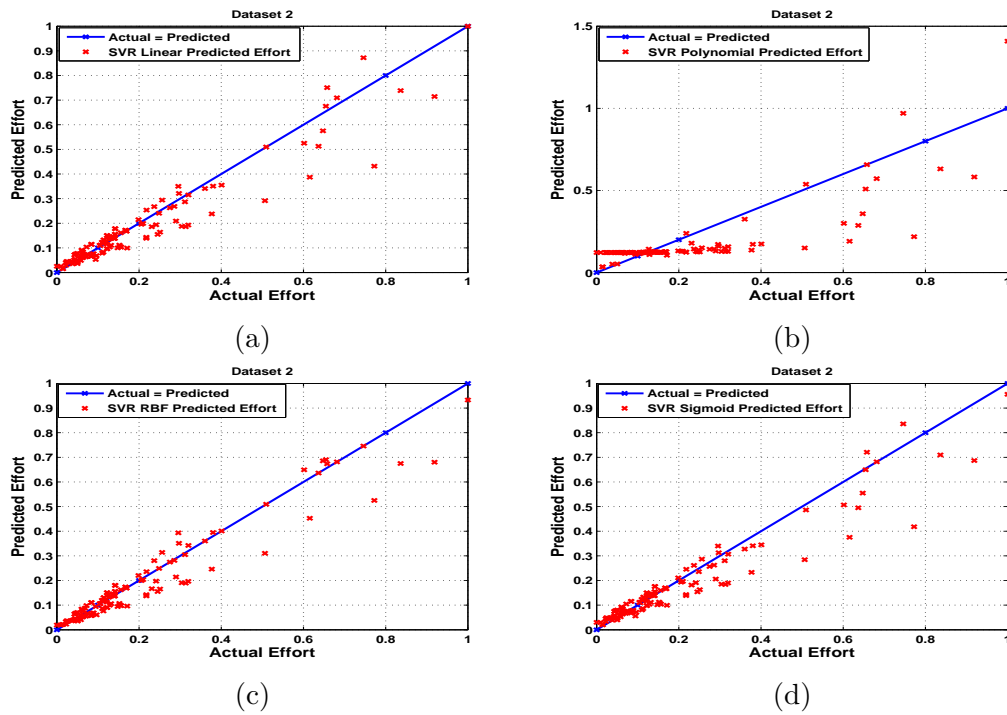 Dataset 2
Actual = Predicted
SVR Linear Predicted Effort
Predicted Effort
1
0.9
0.8
0.7
0.6
0.5
0.4
0.3
0.2
0.1
0
0 0.2 0.4 0.6 0.8 1
Actual Effort
(a)
Dataset 2
Actual = Predicted
SVR Polynomial Predicted Effort
Predicted Effort
1.5
1
0.5
0
0 0.2 0.4 0.6 0.8 1
Actual Effort
(b)
Dataset 2
Actual = Predicted
SVR RBF Predicted Effort
Predicted Effort
1
0.9
0.8
0.7
0.6
0.5
0.4
0.3
0.2
0.1
0
0 0.2 0.4 0.6 0.8 1
Actual Effort
(c)
Dataset 2
Actual = Predicted
SVR Sigmoid Predicted Effort
Predicted Effort
1
0.9
0.8
0.7
0.6
0.5
0.4
0.3
0.2
0.1
0
0 0.2 0.4 0.6 0.8 1
Actual Effort
(d)